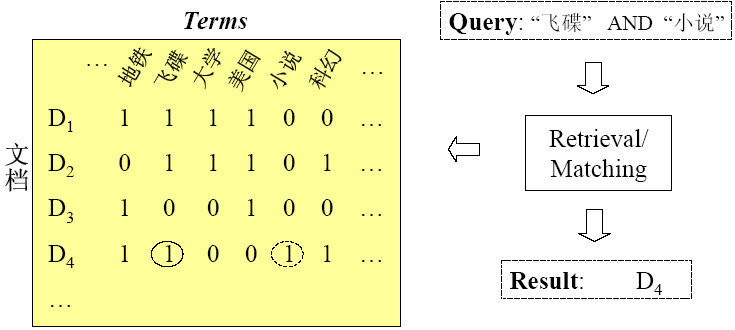 Terms
… 地铁 飞碟 大学 美国 小说 科幻 …
文档
D1 1 1 1 1 0 0 …
D2 0 1 1 1 0 1 …
D3 1 0 0 1 0 0 …
D4 1 1 0 0 1 1 …
…
Query: “飞碟” AND “小说”
Retrieval/
Matching
Result: D4